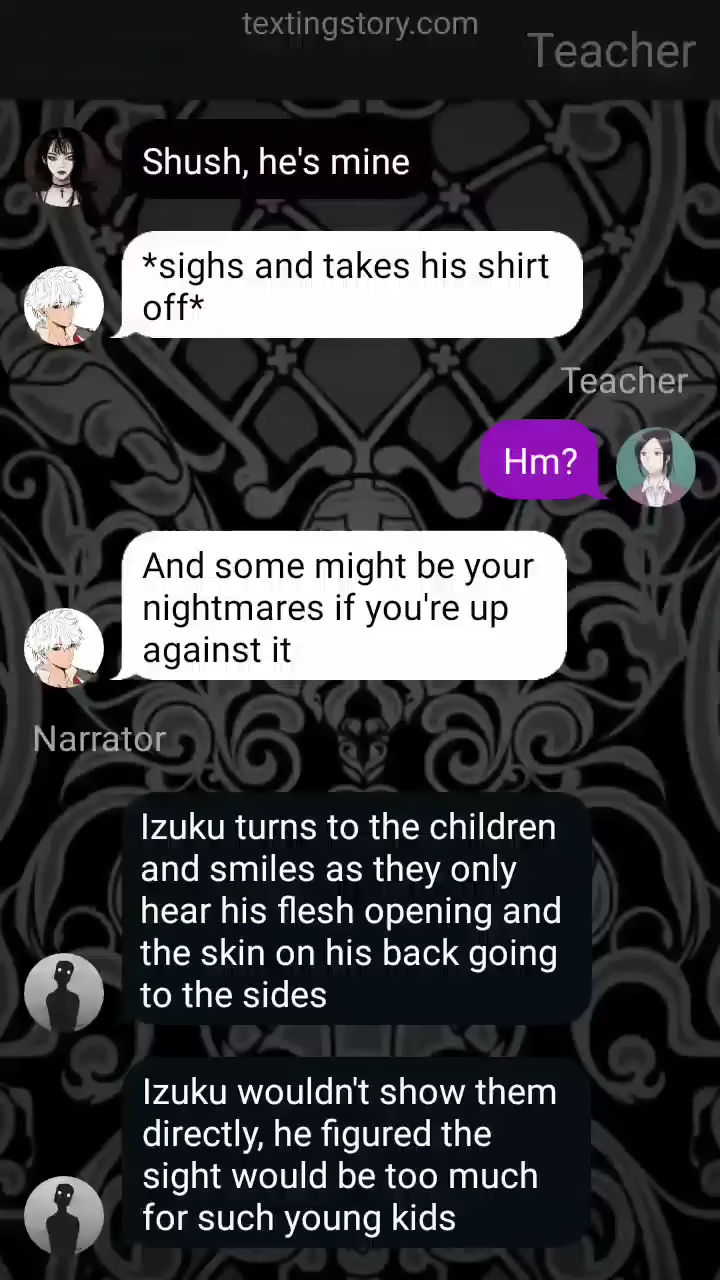 textingstory.com
Teacher
Shush, he's mine
*sighs and takes his shirt
off*
Teacher
Hm?
And some might be your
nightmares if you're up
against it
Narrator
Izuku turns to the children
and smiles as they only
hear his flesh opening and
the skin on his back going
to the sides
Izuku wouldn't show them
directly, he figured the
sight would be too much
for such young kids